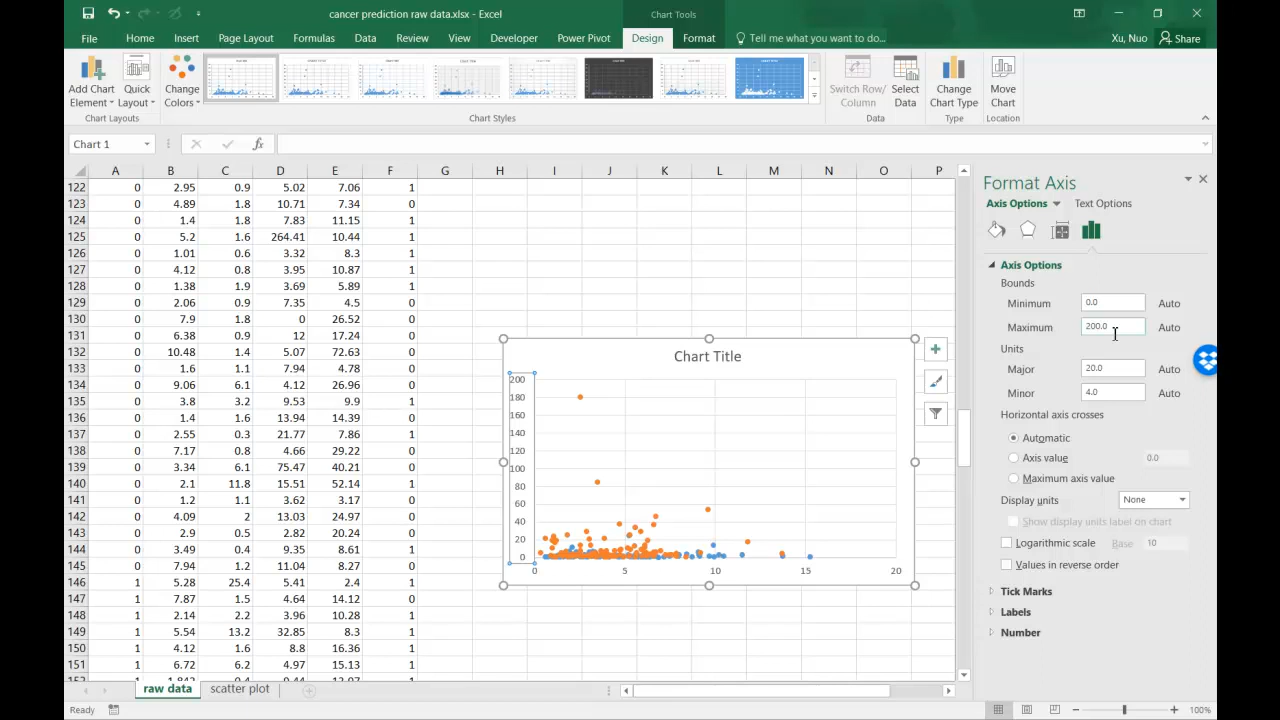 cancer prediction raw data.xlsx - Excel
Chart Tools
File Home Insert Page Layout Formulas Data Review View Developer Power Pivot Design Format Tell me what you want to do... Xu, Nuo Share
Add Chart Element
Quick Layout
Change Colors
Switch Row/ Column
Select Data
Change Chart Type
Move Chart
Chart Layouts Chart Styles Data Type Location
Chart 1 fx
A B C D E F G H I J K L M N O P
122 0 2.95 0.9 5.02 7.06 1
123 0 4.89 1.8 10.71 7.34 0
124 0 1.4 1.8 7.83 11.15 1
125 0 5.2 1.6 264.41 10.44 1
126 0 1.01 0.6 3.32 8.3 1
127 0 4.12 0.8 3.95 10.87 1
128 0 1.38 1.9 3.69 5.89 1
129 0 2.06 0.9 7.35 4.5 0
130 0 7.9 1.8 0 26.52 0
131 0 6.38 0.9 12 17.24 0
132 0 10.48 1.4 5.07 72.63 0
133 0 1.6 1.1 7.94 4.78 0
134 0 9.06 6.1 4.12 26.96 0
135 0 3.8 3.2 9.53 9.9 1
136 0 1.4 1.6 13.94 14.39 0
137 0 2.55 0.3 21.77 7.86 1
138 0 7.17 0.8 4.66 29.22 0
139 0 3.34 6.1 75.47 40.21 0
140 0 2.1 11.8 15.51 52.14 1
141 0 1.2 1.1 3.62 3.17 0
142 0 4.09 2 13.03 24.97 0
143 0 2.9 0.5 2.82 20.24 0
144 0 3.49 0.4 9.35 8.61 1
145 0 7.94 1.2 11.04 8.27 0
146 1 5.28 25.4 5.41 2.4 1
147 1 7.87 1.5 4.64 14.12 0
148 1 2.14 2.2 3.96 10.28 1
149 1 5.54 13.2 32.85 8.3 1
150 1 4.12 1.6 8.8 16.36 1
151 1 6.72 6.2 4.97 15.13 1
Chart Title
200
180
160
140
120
100
80
60
40
20
0
0 5 10 15 20
Format Axis
Axis Options Text Options
Axis Options
Bounds
Minimum 0.0 Auto
Maximum 200.0 Auto
Units
Major 20.0 Auto
Minor 4.0 Auto
Horizontal axis crosses
Automatic
Axis value 0.0
Maximum axis value
Display units None
Show display units label on chart
Logarithmic scale Base 10
Values in reverse order
Tick Marks
Labels
Number
raw data scatter plot
Ready 100%